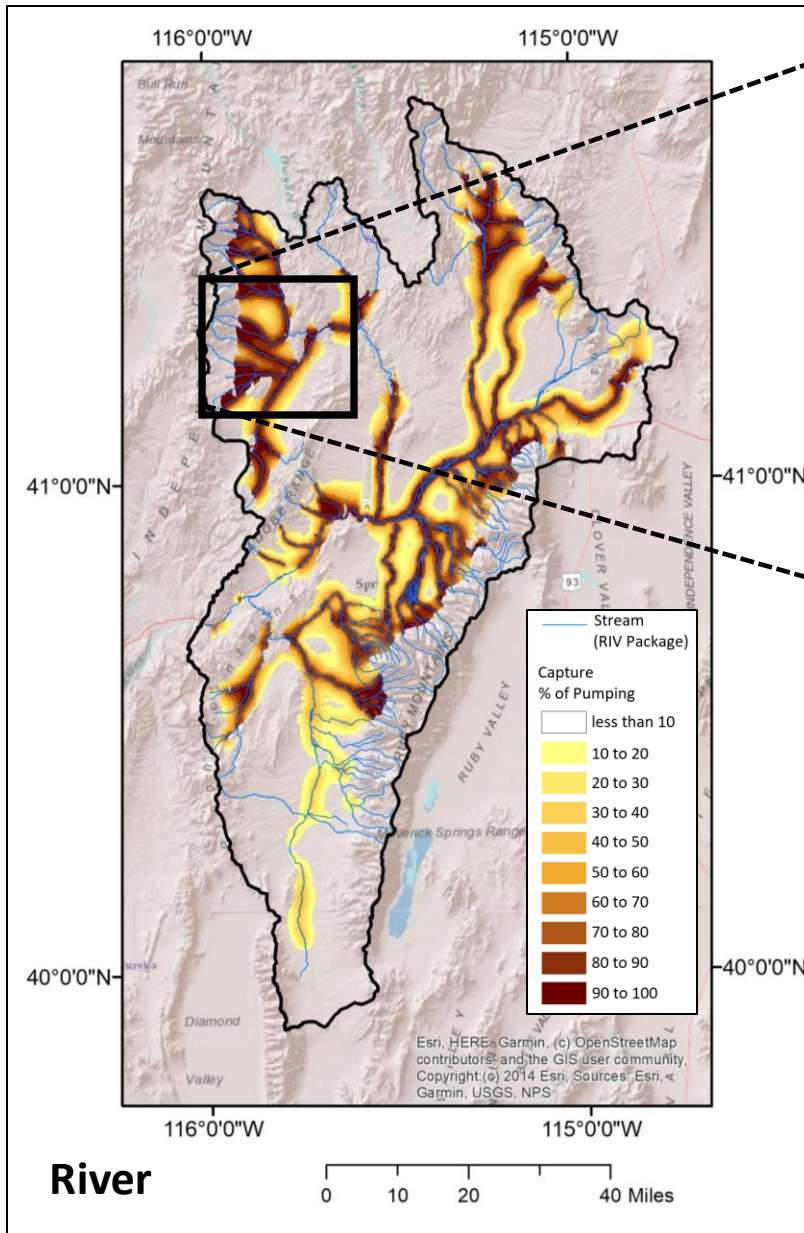 116°0'0"W
115°0'0"W
Bull Run
Mountains
41°0'0"N
41°0'0"N
INDEPENDENCE VALLEY
93
RUBY MOUNTAINS
RUBY VALLEY
Stream
(RIV Package)
Capture
% of Pumping
less than 10
10 to 20
20 to 30
30 to 40
40 to 50
50 to 60
60 to 70
70 to 80
80 to 90
90 to 100
Maverick Springs Range
40°0'0"N
40°0'0"N
Diamond
Valley
Esri, HERE, Garmin, (c) OpenStreetMap
contributors, and the GIS user community,
Copyright:(c) 2014 Esri, Sources: Esri,
Garmin, USGS, NPS
116°0'0"W
115°0'0"W
River
0 10 20 40 Miles